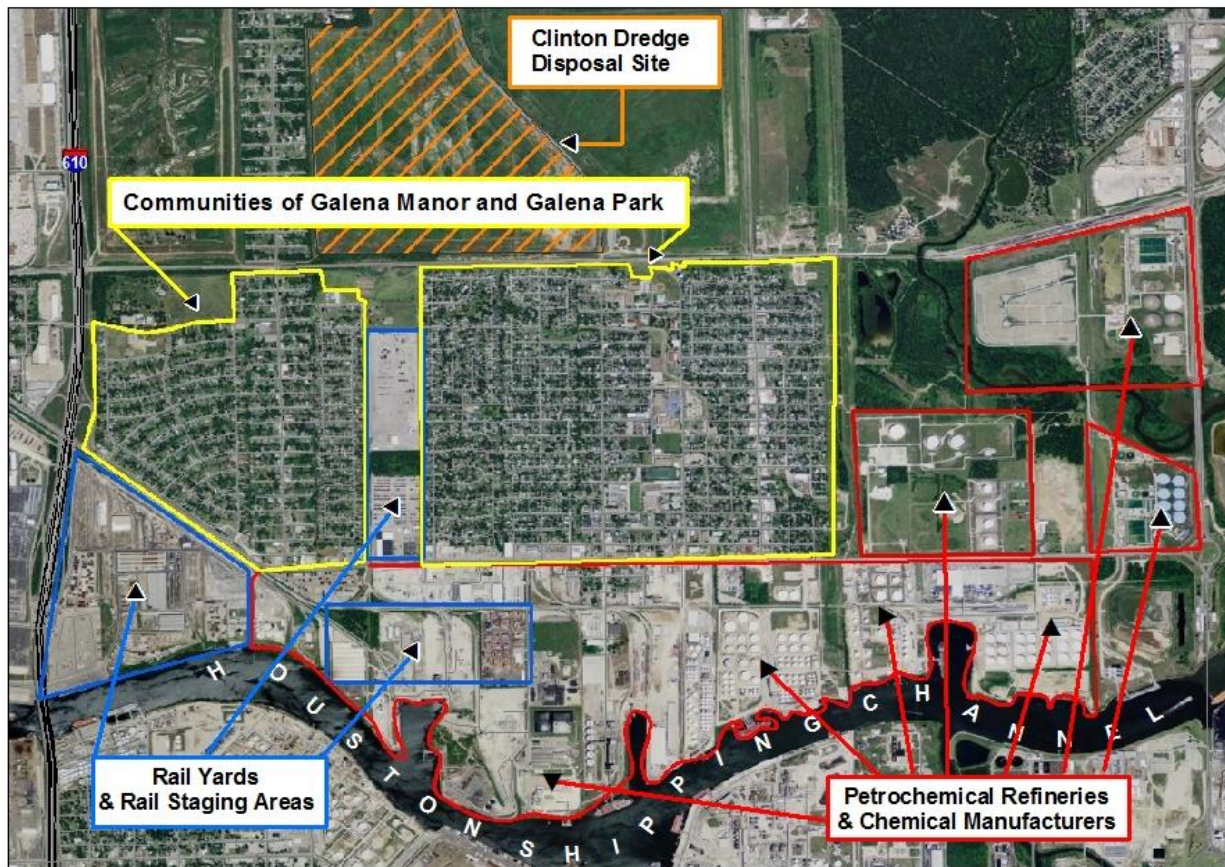 Clinton Dredge
Disposal Site
610
Communities of Galena Manor and Galena Park
HOUSTON SHIPPING CHANNEL
Rail Yards
& Rail Staging Areas
Petrochemical Refineries
& Chemical Manufacturers